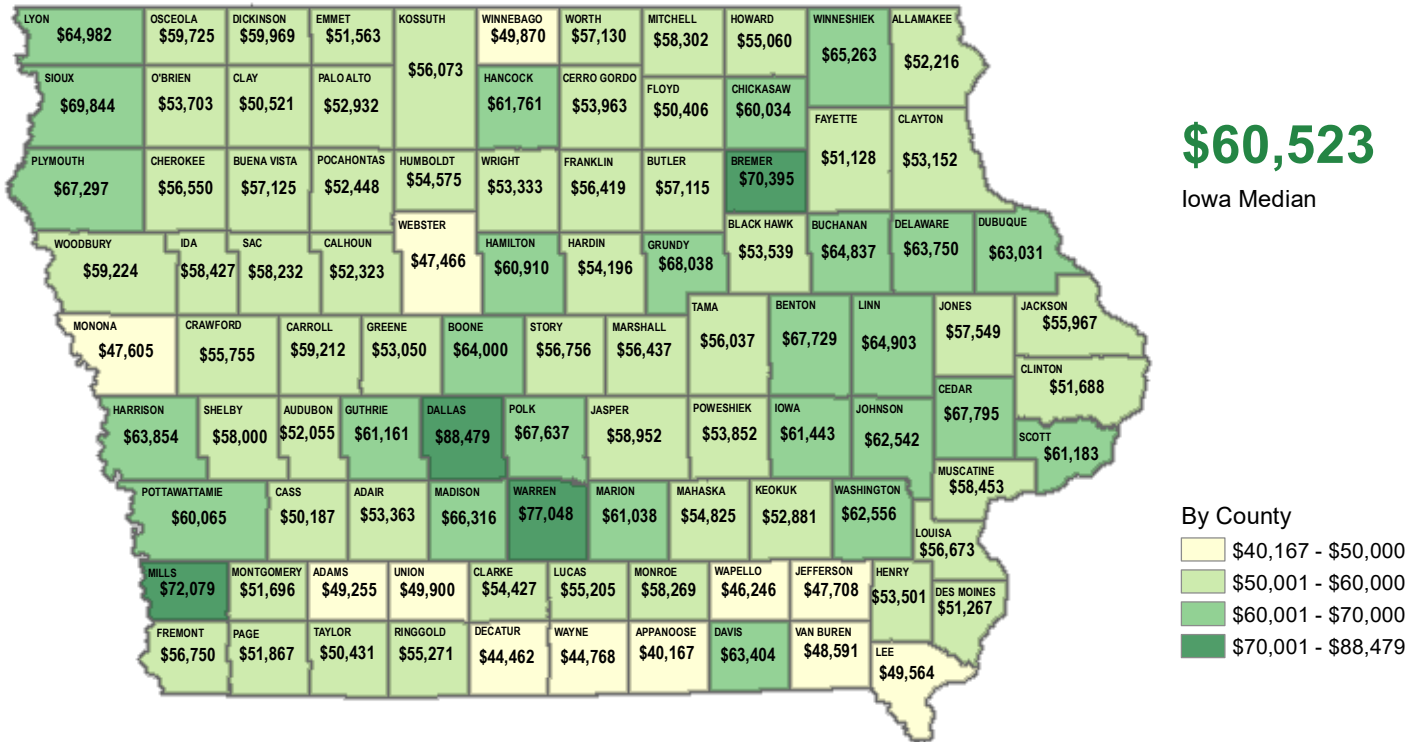 LYON
$64,982
OSCEOLA
$59,725
DICKINSON
$59,969
EMMET
$51,563
KOSSUTH
$56,073
WINNEBAGO
$49,870
WORTH
$57,130
MITCHELL
$58,302
HOWARD
$55,060
WINNESHIEK
$65,263
ALLAMAKEE
$52,216
SIOUX
$69,844
O'BRIEN
$53,703
CLAY
$50,521
PALO ALTO
$52,932
HANCOCK
$61,761
CERRO GORDO
$53,963
FLOYD
$50,406
CHICKASAW
$60,034
FAYETTE
$51,128
CLAYTON
$53,152
PLYMOUTH
$67,297
CHEROKEE
$56,550
BUENA VISTA
$57,125
POCAHONTAS
$52,448
HUMBOLDT
$54,575
WRIGHT
$53,333
FRANKLIN
$56,419
BUTLER
$57,115
BREMER
$70,395
WOODBURY
$59,224
IDA
$58,427
SAC
$58,232
CALHOUN
$52,323
WEBSTER
$47,466
HAMILTON
$60,910
HARDIN
$54,196
GRUNDY
$68,038
BLACK HAWK
$53,539
BUCHANAN
$64,837
DELAWARE
$63,750
DUBUQUE
$63,031
MONONA
$47,605
CRAWFORD
$55,755
CARROLL
$59,212
GREENE
$53,050
BOONE
$64,000
STORY
$56,756
MARSHALL
$56,437
TAMA
$56,037
BENTON
$67,729
LINN
$64,903
JONES
$57,549
JACKSON
$55,967
CLINTON
$51,688
CEDAR
$67,795
HARRISON
$63,854
SHELBY
$58,000
AUDUBON
$52,055
GUTHRIE
$61,161
DALLAS
$88,479
POLK
$67,637
JASPER
$58,952
POWESHIEK
$53,852
IOWA
$61,443
JOHNSON
$62,542
SCOTT
$61,183
MUSCATINE
$58,453
POTTAWATTAMIE
$60,065
CASS
$50,187
ADAIR
$53,363
MADISON
$66,316
WARREN
$77,048
MARION
$61,038
MAHASKA
$54,825
KEOKUK
$52,881
WASHINGTON
$62,556
LOUISA
$56,673
MILLS
$72,079
MONTGOMERY
$51,696
ADAMS
$49,255
UNION
$49,900
CLARKE
$54,427
LUCAS
$55,205
MONROE
$58,269
WAPELLO
$46,246
JEFFERSON
$47,708
HENRY
$53,501
DES MOINES
$51,267
FREMONT
$56,750
PAGE
$51,867
TAYLOR
$50,431
RINGGOLD
$55,271
DECATUR
$44,462
WAYNE
$44,768
APPANOOSE
$40,167
DAVIS
$63,404
VAN BUREN
$48,591
LEE
$49,564
$60,523
Iowa Median
By County
$40,167 - $50,000
$50,001 - $60,000
$60,001 - $70,000
$70,001 - $88,479